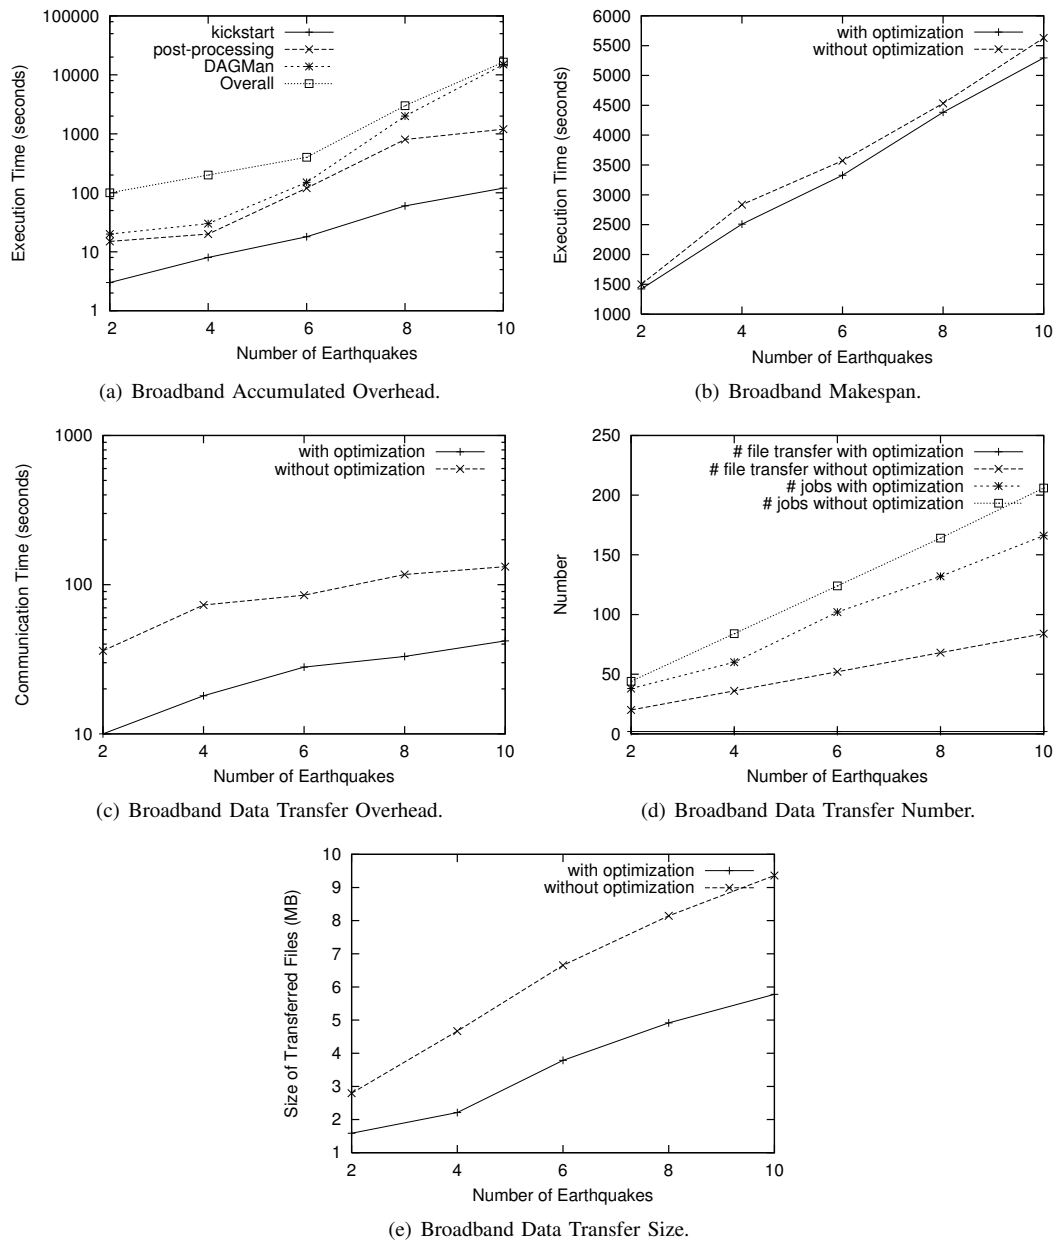 100000
10000
1000
100
10
1
Execution Time (seconds)
kickstart
post-processing
DAGMan
Overall
2 4 6 8 10
Number of Earthquakes
(a) Broadband Accumulated Overhead.
6000
5500
5000
4500
4000
3500
3000
2500
2000
1500
1000
Execution Time (seconds)
with optimization
without optimization
2 4 6 8 10
Number of Earthquakes
(b) Broadband Makespan.
1000
100
10
Communication Time (seconds)
with optimization
without optimization
2 4 6 8 10
Number of Earthquakes
(c) Broadband Data Transfer Overhead.
250
200
150
100
50
0
Number
# file transfer with optimization
# file transfer without optimization
# jobs with optimization
# jobs without optimization
2 4 6 8 10
Number of Earthquakes
(d) Broadband Data Transfer Number.
10
9
8
7
6
5
4
3
2
1
Size of Transferred Files (MB)
with optimization
without optimization
2 4 6 8 10
Number of Earthquakes
(e) Broadband Data Transfer Size.